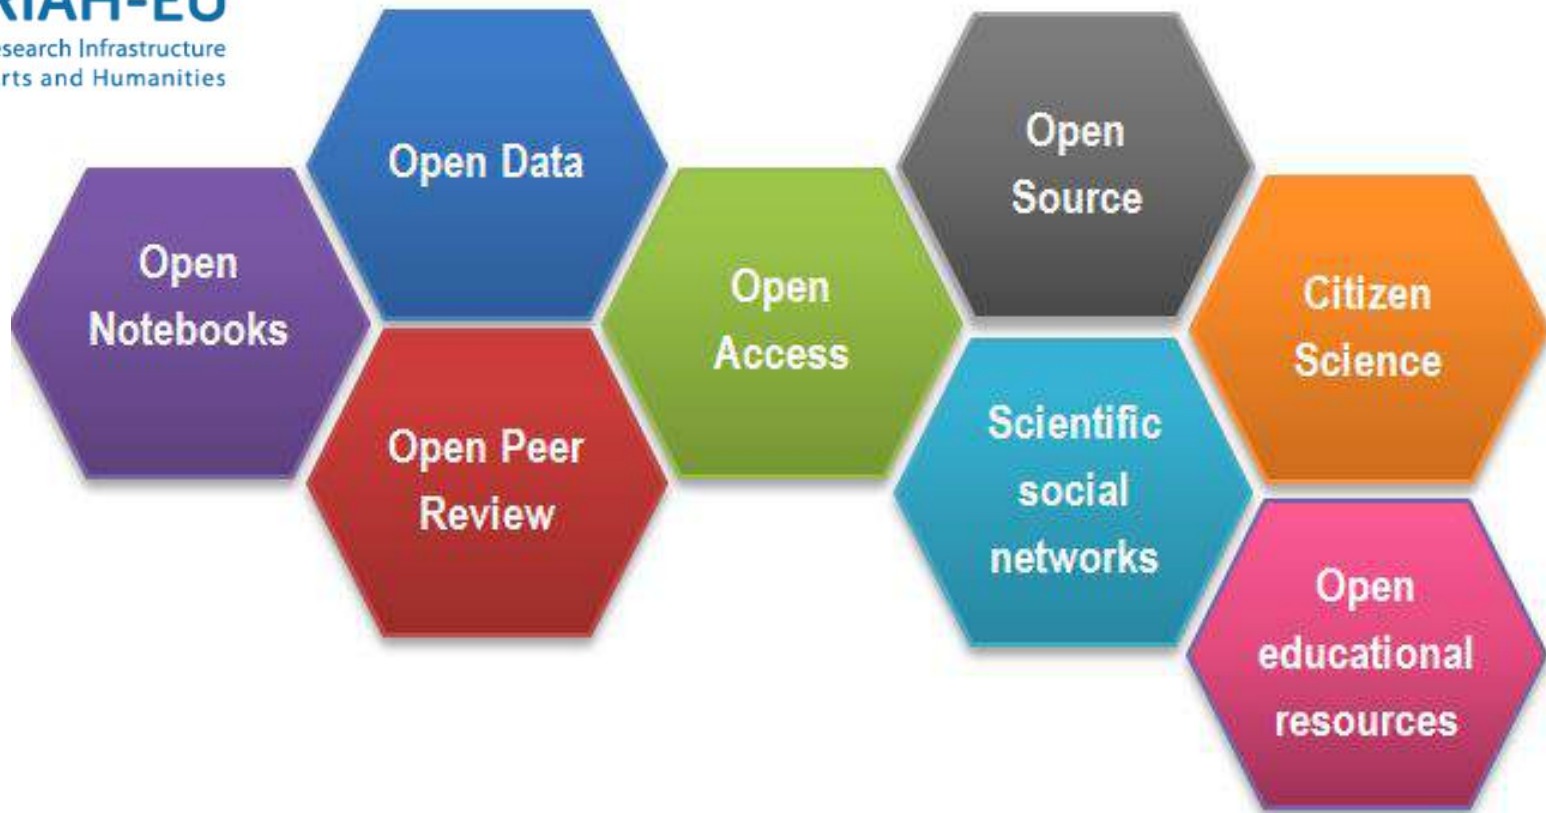 RIAH-EU
search Infrastructure
rts and Humanities
Open Data
Open
Source
Open
Notebooks
Open
Access
Citizen
Science
Open Peer
Review
Scientific
social
networks
Open
educational
resources